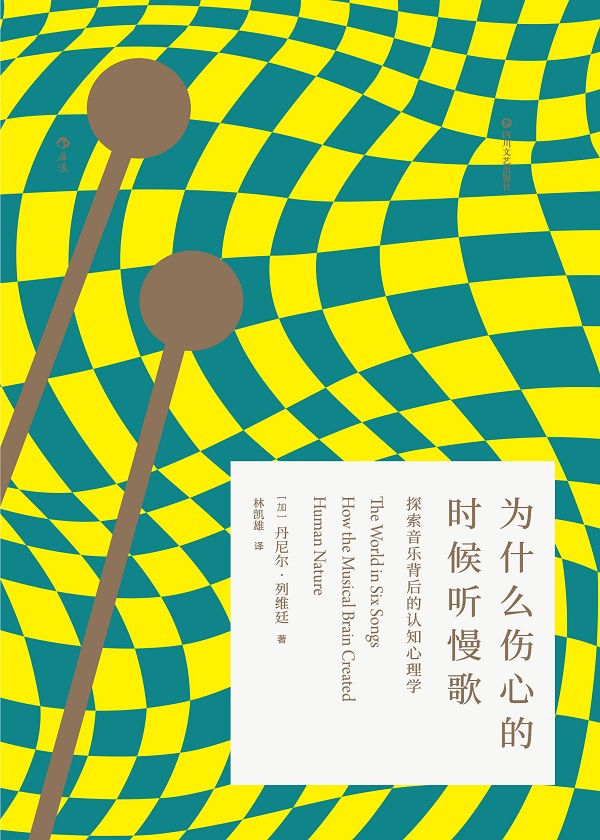 为什么伤心的
时候听慢歌
探索音乐背后的认知心理学
The World in Six Songs
How the Musical Brain Created
Human Nature
[加] 丹尼尔·列维廷 著
林凯雄 译
四川文艺出版社
后浪